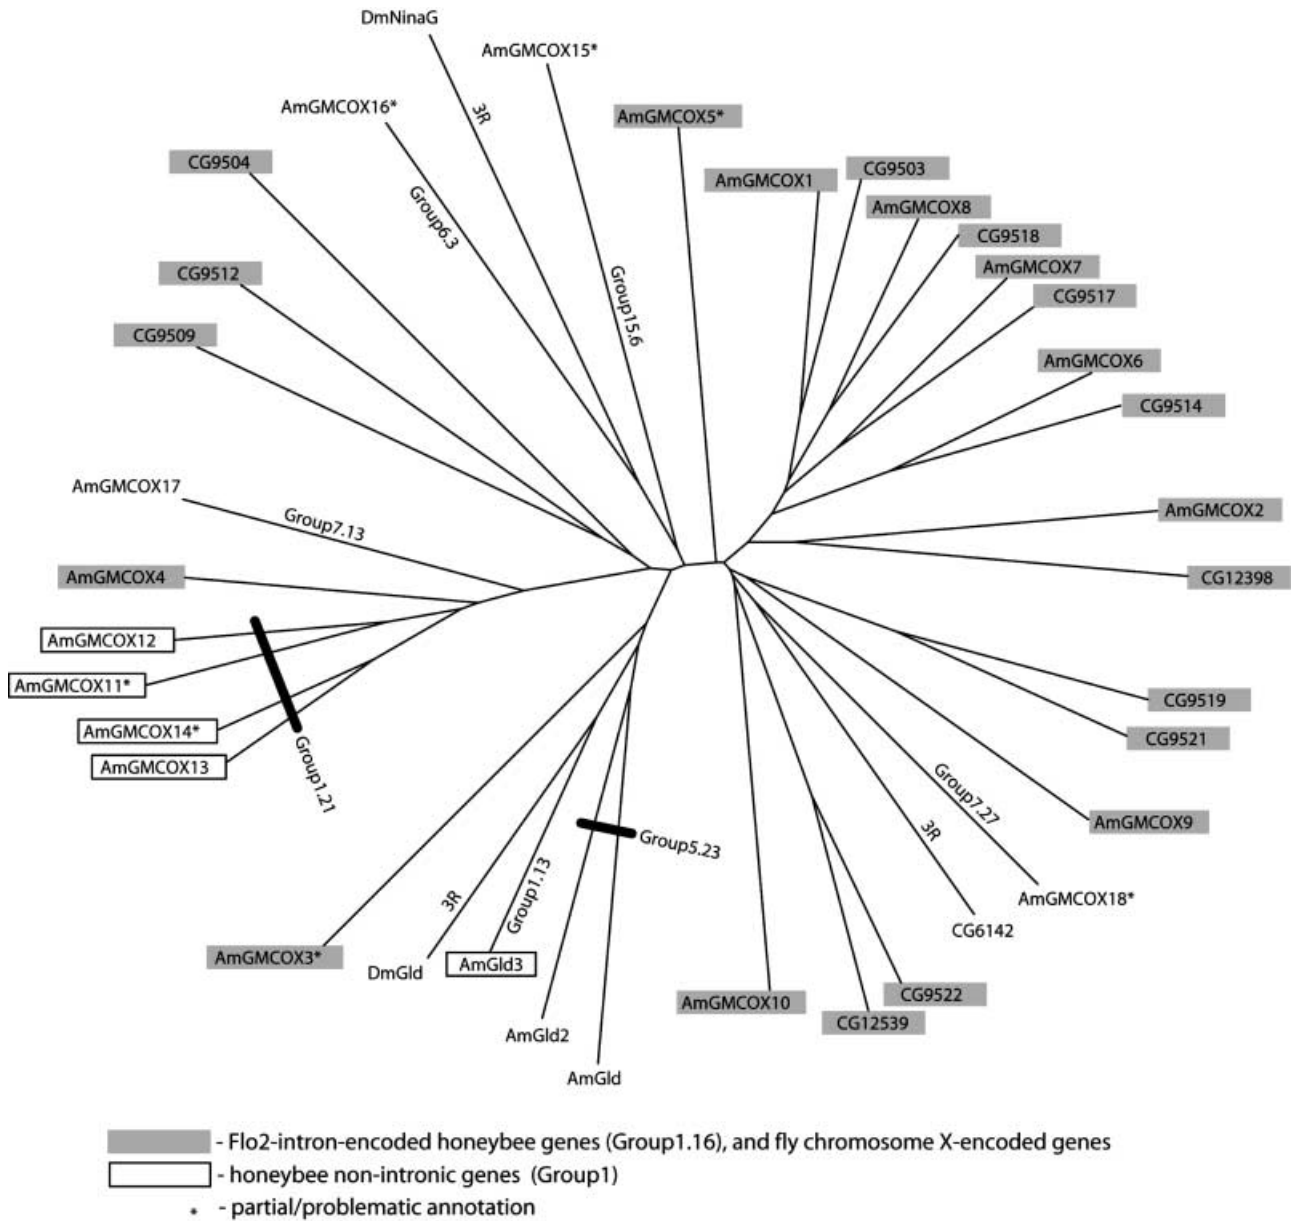 DmNinaG
AmGMCOX15*
AmGMCOX16*
3R
AmGMCOX5*
CG9504
AmGMCOX1
CG9503
Group6.3
AmGMCOX8
CG9518
AmGMCOX7
CG9512
Group15.6
CG9517
CG9509
AmGMCOX6
CG9514
AmGMCOX17
Group7.13
AmGMCOX2
AmGMCOX4
CG12398
AmGMCOX12
AmGMCOX11*
CG9519
AmGMCOX14*
CG9521
AmGMCOX13
Group1.21
Group7.27
AmGMCOX9
3R
Group5.23
AmGMCOX18*
3R
Group1.13
CG6142
AmGMCOX3*
DmGld
AmGld3
CG9522
AmGMCOX10
CG12539
AmGld2
AmGld
- Flo2-intron-encoded honeybee genes (Group1.16), and fly chromosome X-encoded genes
- honeybee non-intronic genes (Group1)
* - partial/problematic annotation